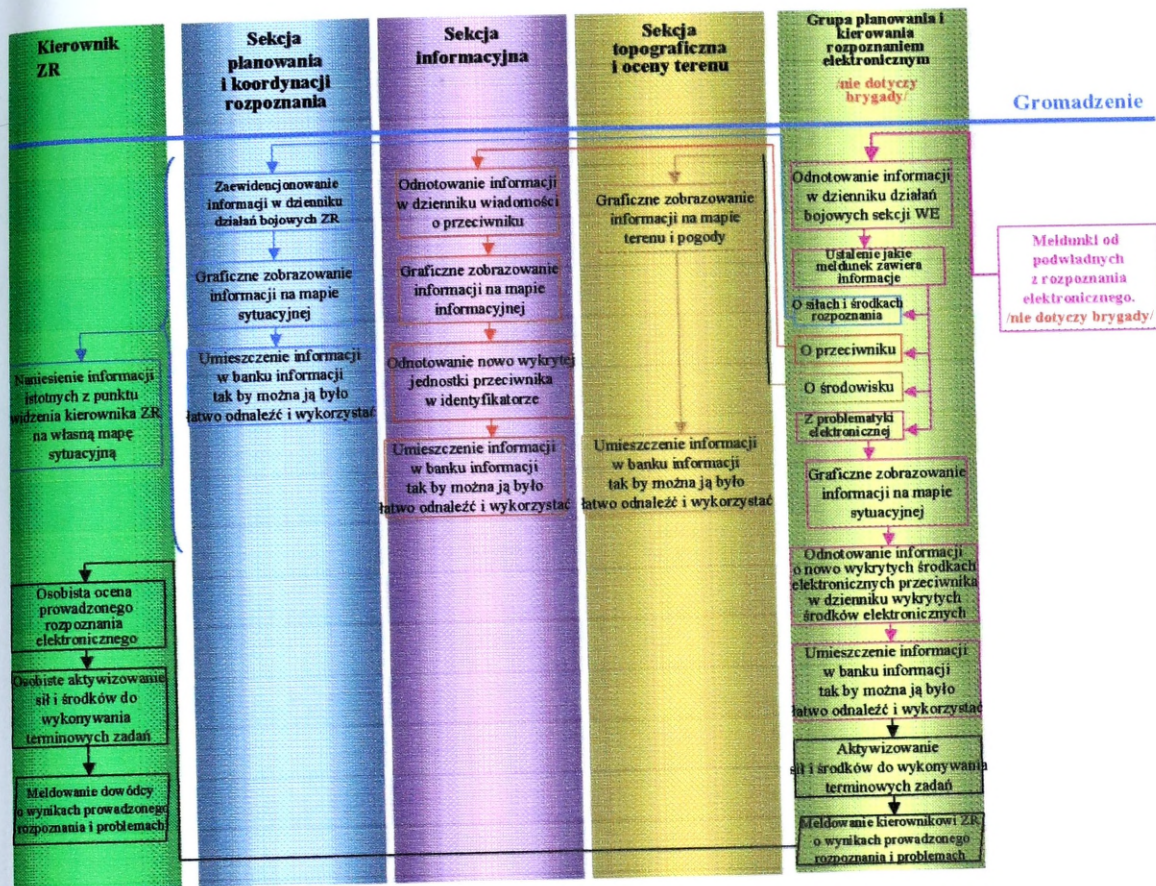 Kierownik
ZR
Sekcja
planowania
i koordynacji
rozpoznania
Sekcja
informacyjna
Sekcja
topograficzna
i oceny terenu
Grupa planowania i
kierowania
rozpoznaniem
elektronicznym
/nie dotyczy
brygady/
Gromadzenie
Naniesienie informacji
istotnych z punktu
widzenia kierownika ZR
na własną mapę
sytuacyjną
Osobista ocena
prowadzonego
rozpoznania
elektronicznego
Osobiste aktywizowanie
sił i środków do
wykonywania
terminowych zadań
Meldowanie dowódcy
o wynikach prowadzonego
rozpoznania i problemach
Zaewidencjonowanie
informacji w dzienniku
działań bojowych ZR
Graficzne zobrazowanie
informacji na mapie
sytuacyjnej
Umieszczenie informacji
w banku informacji
tak by można ją było
łatwo odnaleźć i wykorzystać
Odnotowanie informacji
w dzienniku wiadomości
o przeciwniku
Graficzne zobrazowanie
informacji na mapie
informacyjnej
Odnotowanie nowo wykrytej
jednostki przeciwnika
w identyfikatorze
Umieszczenie informacji
w banku informacji
tak by można ją było
łatwo odnaleźć i wykorzystać
Graficzne zobrazowanie
informacji na mapie
terenu i pogody
Umieszczenie informacji
w banku informacji
tak by można ją było
łatwo odnaleźć i wykorzystać
Odnotowanie informacji
w dzienniku działań
bojowych sekcji WE
Ustalenie jakie
meldunek zawiera
informacje
O siłach i środkach
rozpoznania
O przeciwniku
O środowisku
Z problematyki
elektronicznej
Graficzne zobrazowanie
informacji na mapie
sytuacyjnej
Odnotowanie informacji
o nowo wykrytych środkach
elektronicznych przeciwnika
w dzienniku wykrytych
środków elektronicznych
Umieszczenie informacji
w banku informacji
tak by można ją było
łatwo odnaleźć i wykorzystać
Aktywizowanie
sił i środków do wykonywania
terminowych zadań
Meldowanie kierownikowi ZR
o wynikach prowadzonego
rozpoznania i problemach
Meldunki od
podwładnych
z rozpoznania
elektronicznego.
/nie dotyczy brygady/